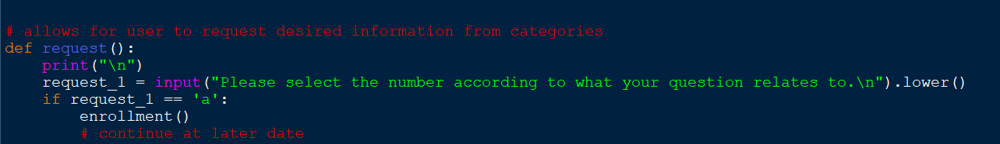 # allows for user to request desired information from categories
def request():
    print("\n")
    request_1 = input("Please select the number according to what your question relates to.\n").lower()
    if request_1 == 'a':
        enrollment()
        # continue at later date